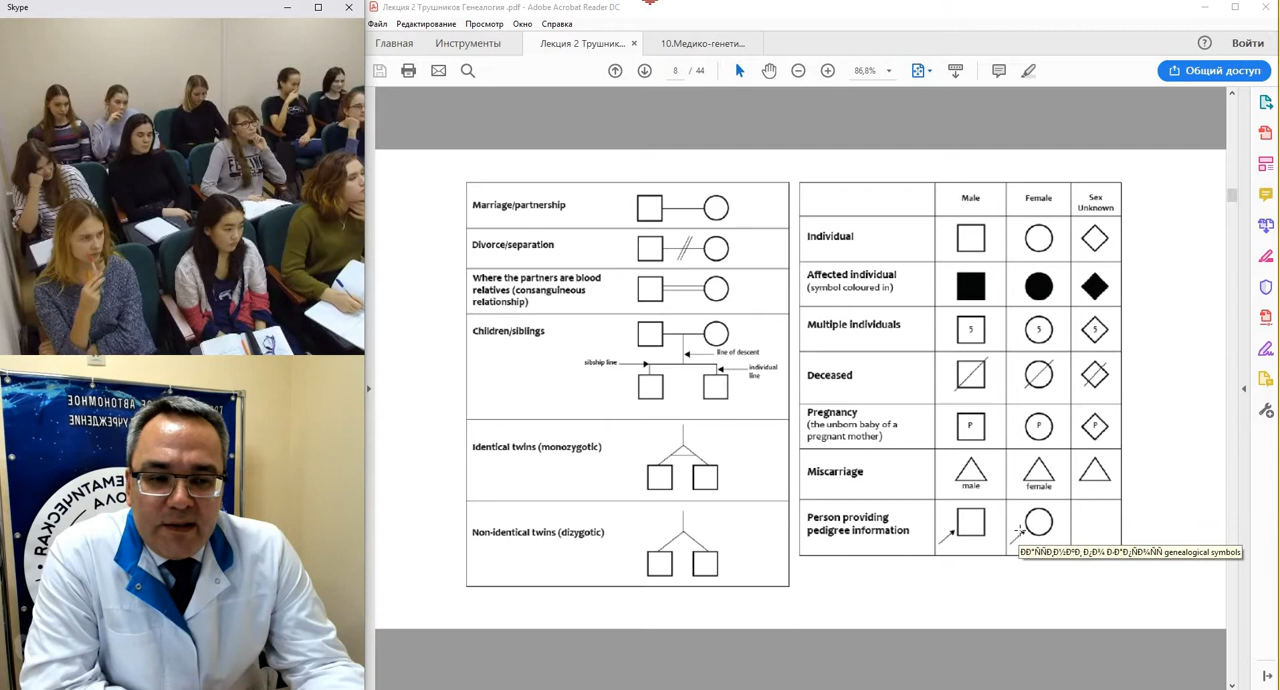 Skype
Лекция 2 Трушников Генеалогия .pdf - Adobe Acrobat Reader DC
Файл Редактирование Просмотр Окно Справка
Главная Инструменты Лекция 2 Трушник... × 10.Медико-генети... Войти
8 / 44 86,8% Общий доступ
Marriage/partnership
Divorce/separation
Where the partners are blood
relatives (consanguineous
relationship)
Children/siblings
line of descent
sibship line
individual
line
Identical twins (monozygotic)
Non-identical twins (dizygotic)
Male Female Sex
Unknown
Individual
Affected individual
(symbol coloured in)
Multiple individuals 5 5 5
Deceased
Pregnancy
(the unborn baby of a
pregnant mother)
P P P
Miscarriage
male female
Person providing
pedigree information
genealogical symbols